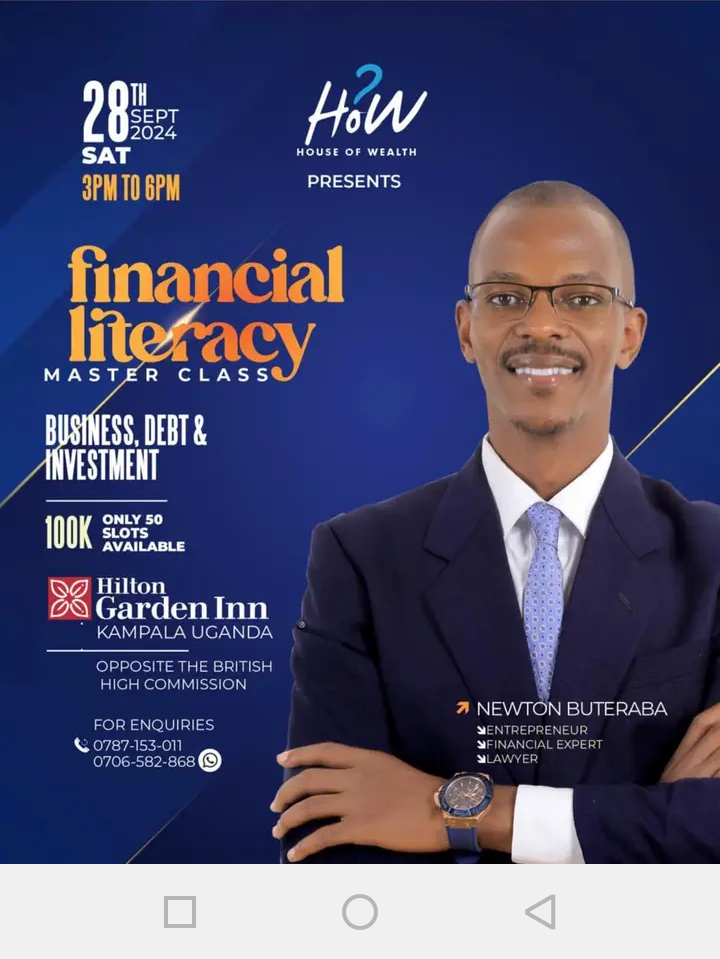 28TH
SEPT
2024
SAT
3PM TO 6PM
HoW
HOUSE OF WEALTH
PRESENTS
financial
literacy
MASTER CLASS
BUSINESS, DEBT &
INVESTMENT
100K
ONLY 50
SLOTS
AVAILABLE
Hilton
Garden Inn
KAMPALA UGANDA
OPPOSITE THE BRITISH
HIGH COMMISSION
FOR ENQUIRIES
0787-153-011
0706-582-868
NEWTON BUTERABA
ENTREPRENEUR
FINANCIAL EXPERT
LAWYER